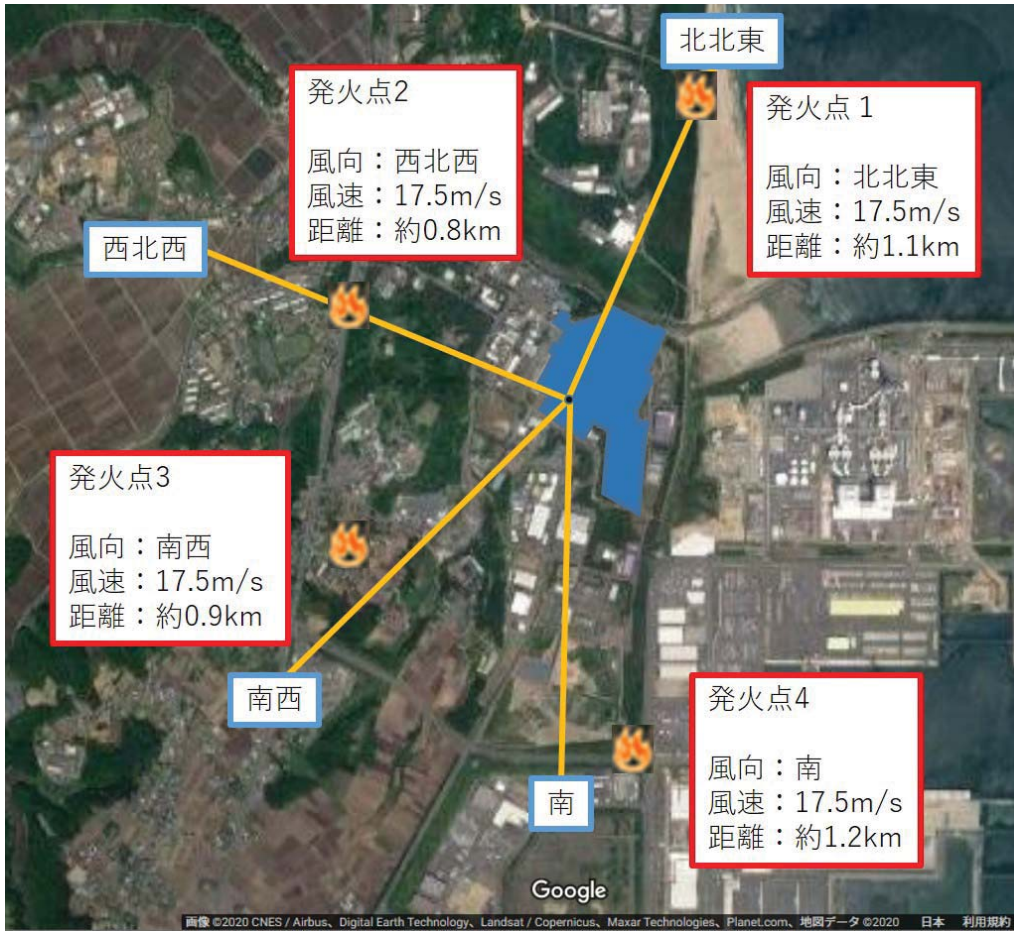 北北東
発火点2
風向：西北西
風速：17.5m/s
距離：約0.8km
発火点1
風向：北北東
風速：17.5m/s
距離：約1.1km
西北西
発火点3
風向：南西
風速：17.5m/s
距離：約0.9km
南西
発火点4
風向：南
風速：17.5m/s
距離：約1.2km
南
Google
画像 ©2020 CNES / Airbus、Digital Earth Technology、Landsat / Copernicus、Maxar Technologies、Planet.com、地図データ ©2020 日本 利用規約